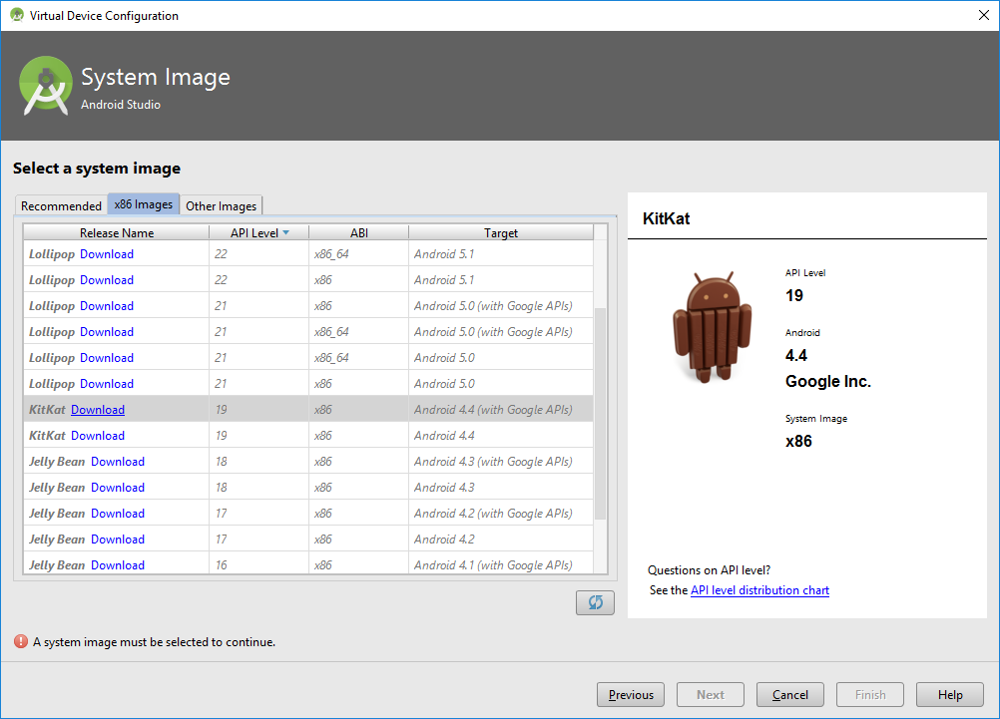 Virtual Device Configuration
System Image
Android Studio
Select a system image
Recommended x86 Images Other Images
Release Name API Level ABI Target
Lollipop Download 22 x86_64 Android 5.1
Lollipop Download 22 x86 Android 5.1
Lollipop Download 21 x86 Android 5.0 (with Google APIs)
Lollipop Download 21 x86_64 Android 5.0 (with Google APIs)
Lollipop Download 21 x86_64 Android 5.0
Lollipop Download 21 x86 Android 5.0
KitKat Download 19 x86 Android 4.4 (with Google APIs)
KitKat Download 19 x86 Android 4.4
Jelly Bean Download 18 x86 Android 4.3 (with Google APIs)
Jelly Bean Download 18 x86 Android 4.3
Jelly Bean Download 17 x86 Android 4.2 (with Google APIs)
Jelly Bean Download 17 x86 Android 4.2
Jelly Bean Download 16 x86 Android 4.1 (with Google APIs)
KitKat
API Level
19
Android
4.4
Google Inc.
System Image
x86
Questions on API level?
See the API level distribution chart
A system image must be selected to continue.
Previous Next Cancel Finish Help